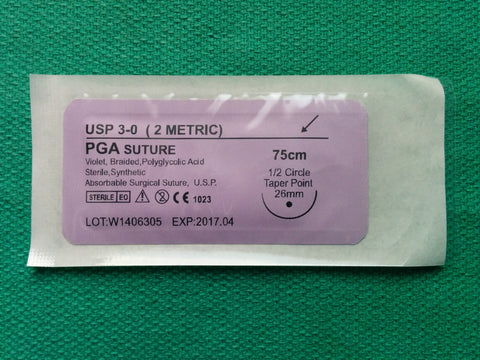 USP 3-0 ( 2 METRIC)
PGA SUTURE
Violet, Braided,Polyglycolic Acid
Sterile,Synthetic
Absorbable Surgical Suture, U.S.P.
STERILE EO 2 CE 1023
LOT:W1406305 EXP:2017.04
75cm
1/2 Circle
Taper Point
26mm